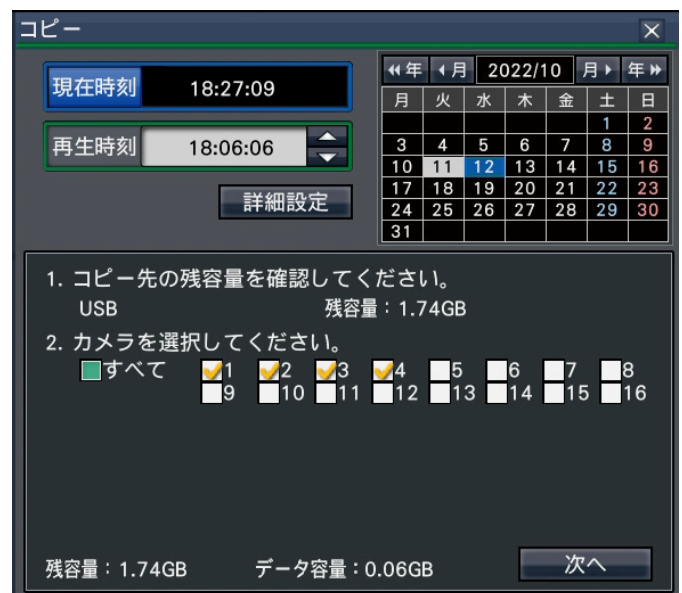 コピー
現在時刻 18:27:09
再生時刻 18:06:06
詳細設定
年 月 2022/10 月 年
月 火 水 木 金 土 日
1 2
3 4 5 6 7 8 9
10 11 12 13 14 15 16
17 18 19 20 21 22 23
24 25 26 27 28 29 30
31
1. コピー先の残容量を確認してください。
USB 残容量：1.74GB
2. カメラを選択してください。
すべて 1 2 3 4 5 6 7 8
9 10 11 12 13 14 15 16
残容量：1.74GB データ容量：0.06GB 次へ